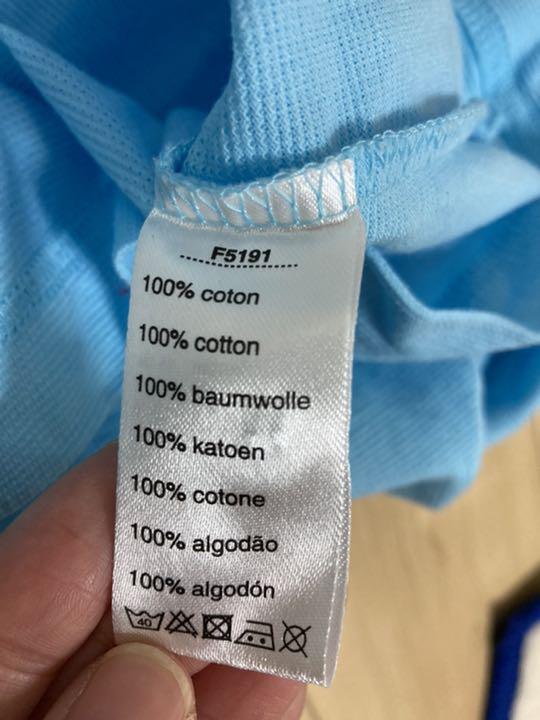 F5191
100% coton
100% cotton
100% baumwolle
100% katoen
100% cotone
100% algodão
100% algodón
40